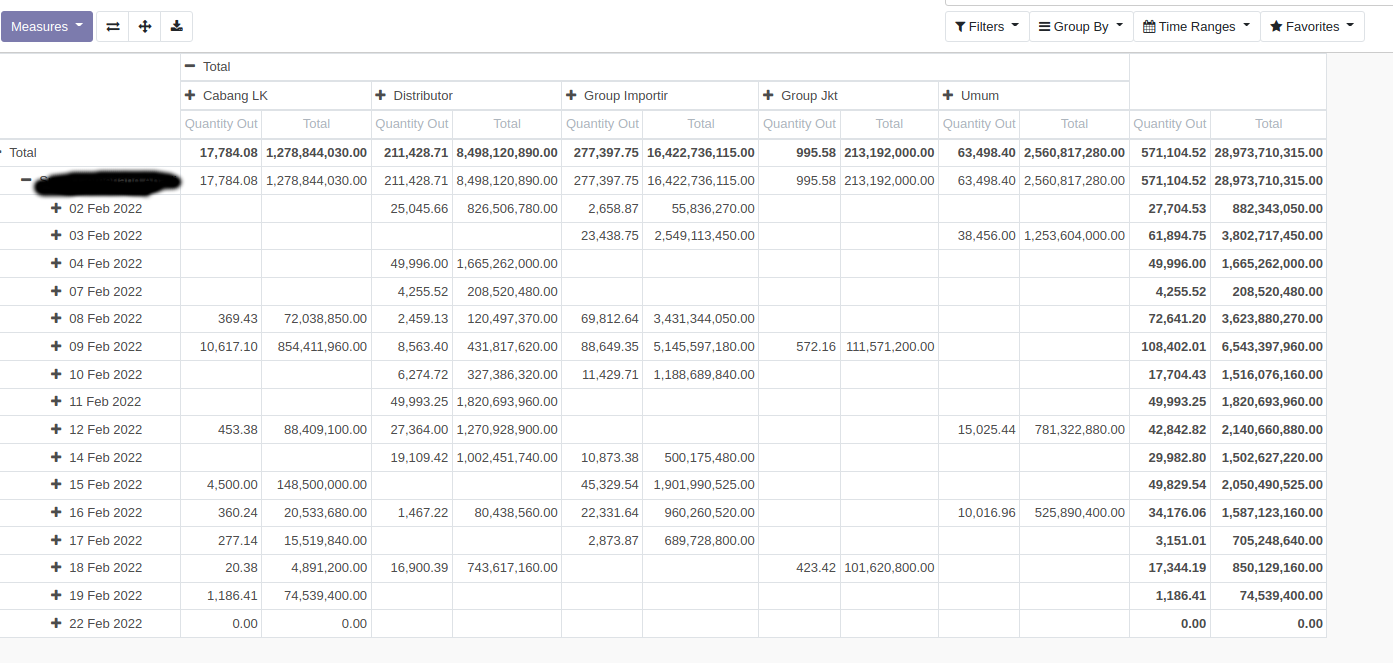 Measures
Filters Group By Time Ranges Favorites
Total
Cabang LK Distributor Group Importir Group Jkt Umum
Quantity Out Total Quantity Out Total Quantity Out Total Quantity Out Total Quantity Out Total Quantity Out Total
Total 17,784.08 1,278,844,030.00 211,428.71 8,498,120,890.00 277,397.75 16,422,736,115.00 995.58 213,192,000.00 63,498.40 2,560,817,280.00 571,104.52 28,973,710,315.00
17,784.08 1,278,844,030.00 211,428.71 8,498,120,890.00 277,397.75 16,422,736,115.00 995.58 213,192,000.00 63,498.40 2,560,817,280.00 571,104.52 28,973,710,315.00
02 Feb 2022 25,045.66 826,506,780.00 2,658.87 55,836,270.00 27,704.53 882,343,050.00
03 Feb 2022 23,438.75 2,549,113,450.00 38,456.00 1,253,604,000.00 61,894.75 3,802,717,450.00
04 Feb 2022 49,996.00 1,665,262,000.00 49,996.00 1,665,262,000.00
07 Feb 2022 4,255.52 208,520,480.00 4,255.52 208,520,480.00
08 Feb 2022 369.43 72,038,850.00 2,459.13 120,497,370.00 69,812.64 3,431,344,050.00 72,641.20 3,623,880,270.00
09 Feb 2022 10,617.10 854,411,960.00 8,563.40 431,817,620.00 88,649.35 5,145,597,180.00 572.16 111,571,200.00 108,402.01 6,543,397,960.00
10 Feb 2022 6,274.72 327,386,320.00 11,429.71 1,188,689,840.00 17,704.43 1,516,076,160.00
11 Feb 2022 49,993.25 1,820,693,960.00 49,993.25 1,820,693,960.00
12 Feb 2022 453.38 88,409,100.00 27,364.00 1,270,928,900.00 15,025.44 781,322,880.00 42,842.82 2,140,660,880.00
14 Feb 2022 19,109.42 1,002,451,740.00 10,873.38 500,175,480.00 29,982.80 1,502,627,220.00
15 Feb 2022 4,500.00 148,500,000.00 45,329.54 1,901,990,525.00 49,829.54 2,050,490,525.00
16 Feb 2022 360.24 20,533,680.00 1,467.22 80,438,560.00 22,331.64 960,260,520.00 10,016.96 525,890,400.00 34,176.06 1,587,123,160.00
17 Feb 2022 277.14 15,519,840.00 2,873.87 689,728,800.00 3,151.01 705,248,640.00
18 Feb 2022 20.38 4,891,200.00 16,900.39 743,617,160.00 423.42 101,620,800.00 17,344.19 850,129,160.00
19 Feb 2022 1,186.41 74,539,400.00 1,186.41 74,539,400.00
22 Feb 2022 0.00 0.00 0.00 0.00